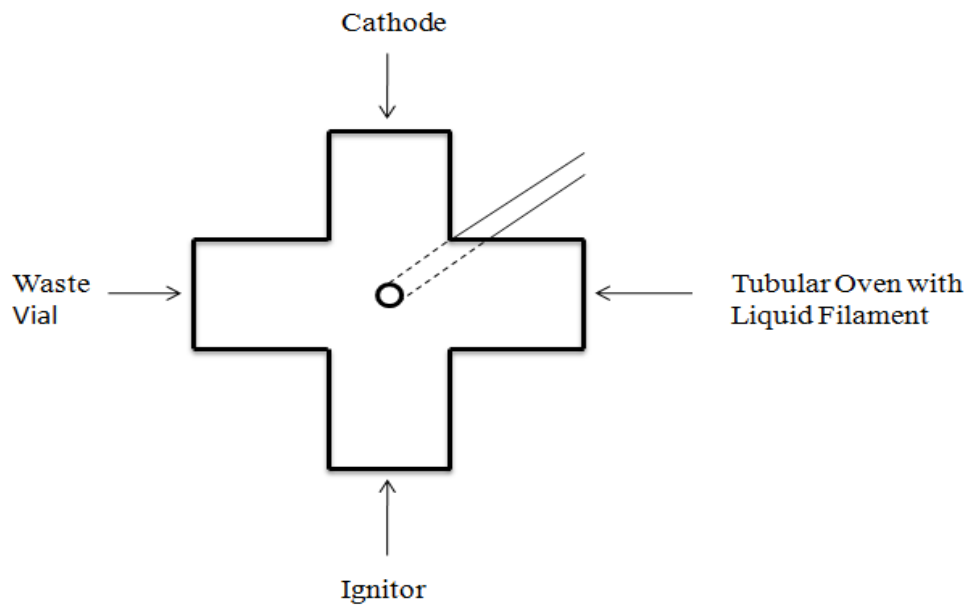 Cathode
Waste
Vial
Tubular Oven with
Liquid Filament
Ignitor